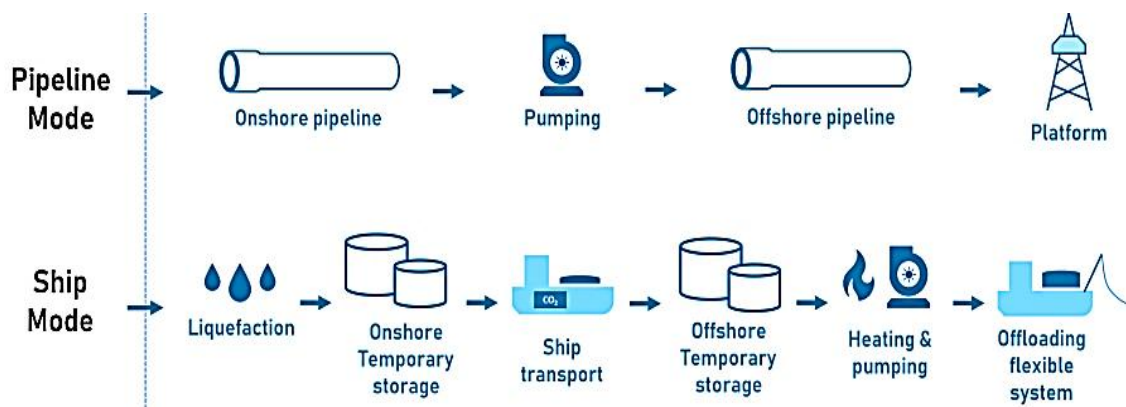 Pipeline
Mode
Onshore pipeline
Pumping
Offshore pipeline
Platform
Ship
Mode
Liquefaction
Onshore
Temporary
storage
CO₂
Ship
transport
Offshore
Temporary
storage
Heating &
pumping
Offloading
flexible
system